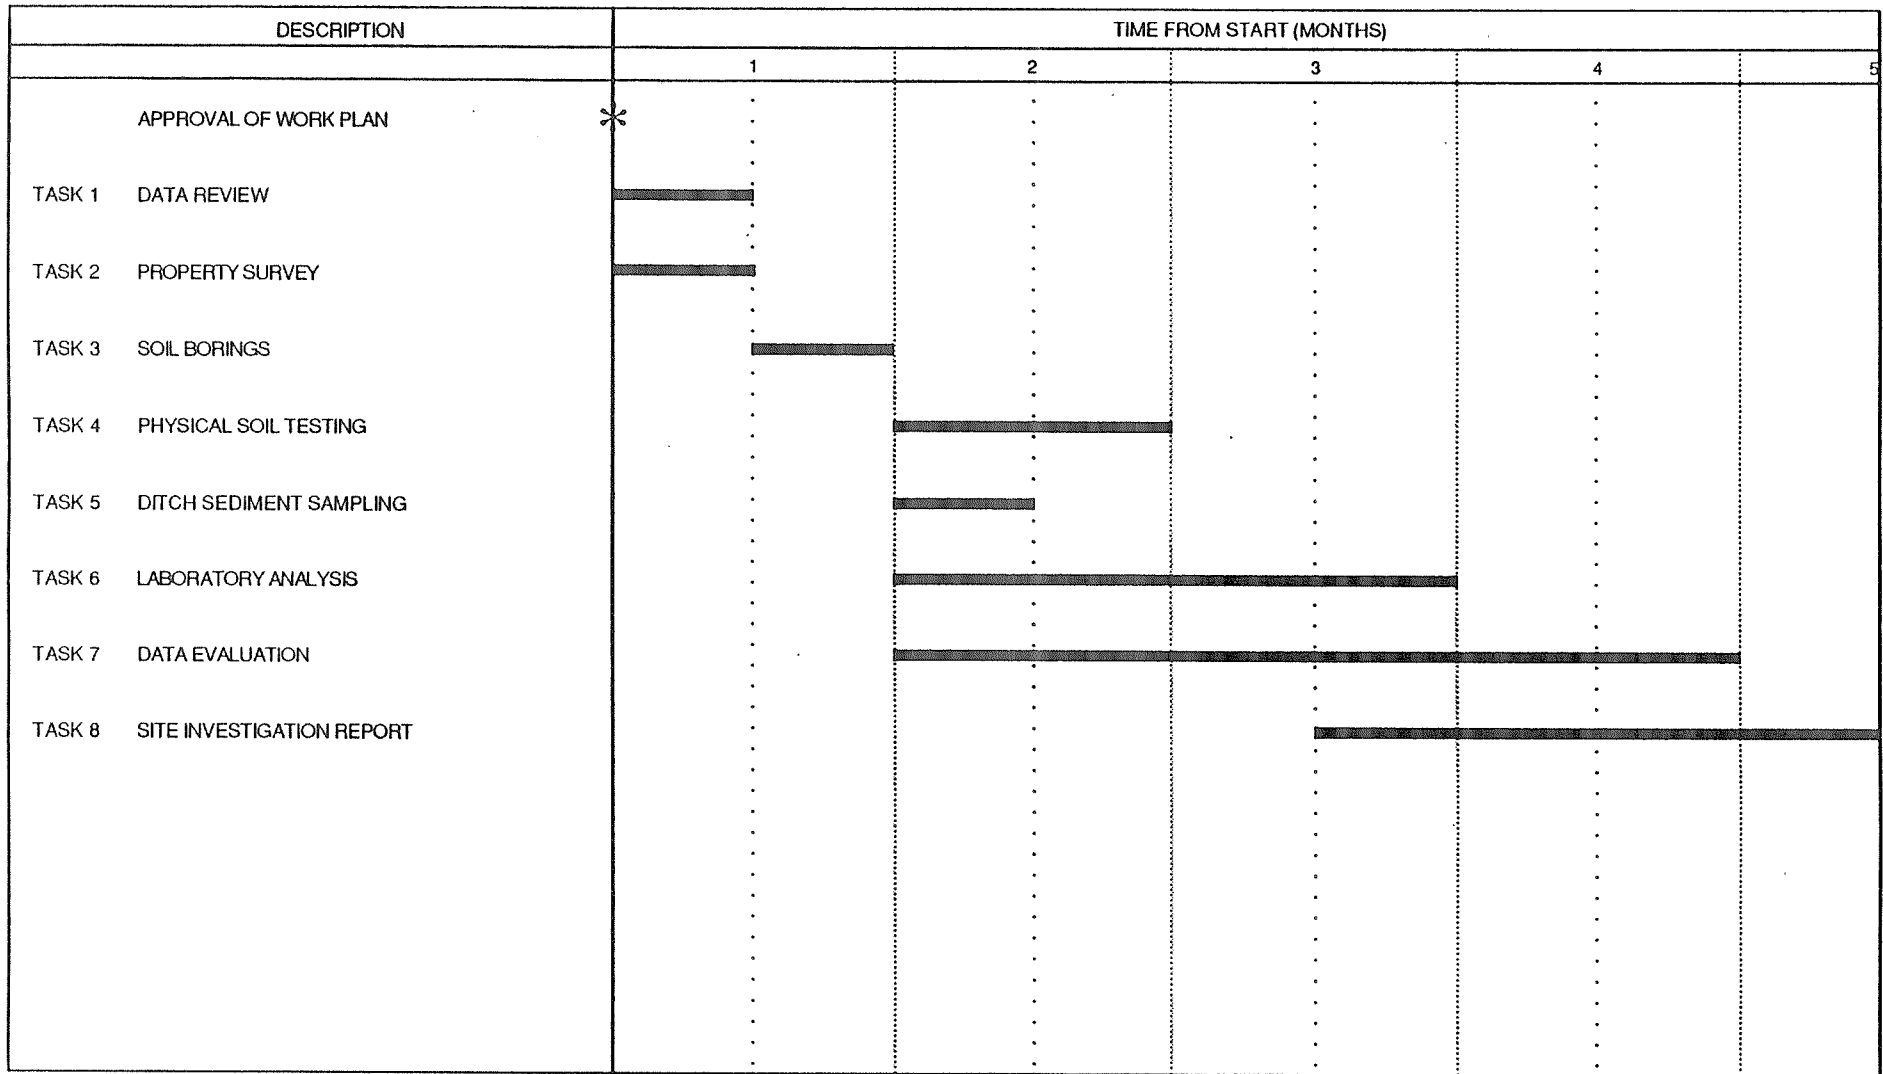 DESCRIPTION TIME FROM START (MONTHS)
1 2 3 4 5
APPROVAL OF WORK PLAN
TASK 1 DATA REVIEW
TASK 2 PROPERTY SURVEY
TASK 3 SOIL BORINGS
TASK 4 PHYSICAL SOIL TESTING
TASK 5 DITCH SEDIMENT SAMPLING
TASK 6 LABORATORY ANALYSIS
TASK 7 DATA EVALUATION
TASK 8 SITE INVESTIGATION REPORT